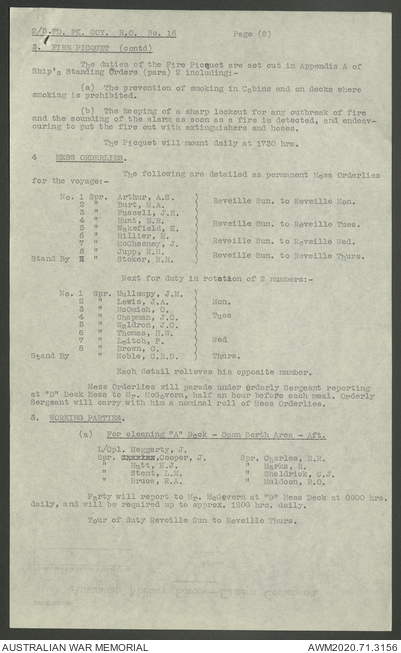 2/3 FD. PK. COY. R.O. No. 16 Page (2)
3. FIRE PICQUET (contd)
The duties of the Fire Picquet are set out in Appendix A of
Ship's Standing Orders (para) 2 including:-
(a) The prevention of smoking in Cabins and on decks where
smoking is prohibited.
(b) The keeping of a sharp lookout for any outbreak of fire
and the sounding of the alarm as soon as a fire is detected, and endeav-
ouring to put the fire out with extinguishers and hoses.
The Picquet will mount daily at 1730 hrs.
4 MESS ORDERLIES.
The following are detailed as permanent Mess Orderlies
for the voyage:-
No. 1 Spr. Arthur, A.S.
2 " Burt, M.A.
3 " Fussell, J.H.
4 " Hunt, E.R.
5 " Wakefield, K.
6 " Hillier, R.
7 " McChesney, J.
8 " Jupp, R.H.
Stand By " Stoker, R.M.
Reveille Sun. to Reveille Mon.
Reveille Sun. to Reveille Tues.
Reveille Sun. to Reveille Wed.
Reveille Sun. to Reveille Thurs.
Next for duty in rotation of 2 numbers:-
No. 1 Spr. Mullumpy, J.M.
2 " Lewis, J.A.
3 " McOmish, O.
4 " Chapman, J.C.
5 " Waldron, J.C.
6 " Thomas, H.W.
7 " Leitch, P.
8 " Brown, C.
Stand By " Noble, C.E.D.
Mon.
Tues
Wed
Thurs.
Each detail relieves his opposite number.
Mess Orderlies will parade under Orderly Sergeant reporting
at "D" Deck Mess to Mr. McGovern, half an hour before each meal. Orderly
Sergeant will carry with him a nominal roll of Mess Orderlies.
5. WORKING PARTIES.
(a) For cleaning "A" Deck - Open Berth Area - Aft.
L/Cpl. Heggarty, J.
Spr. Cooper, J. Spr. Charles, E.R.
" Hutt, H.J. " Marks, H.
" Stent, L.M. " Sheldrick, C.J.
" Bruce, R.A. " Muldoon, R.O.
Party will report to Mr. McGovern at "D" Mess Deck at 0900 hrs.
daily, and will be required up to approx. 1200 hrs. daily.
Tour of duty Reveille Sun to Reveille Thurs.
AUSTRALIAN WAR MEMORIAL AWM2020.71.3156